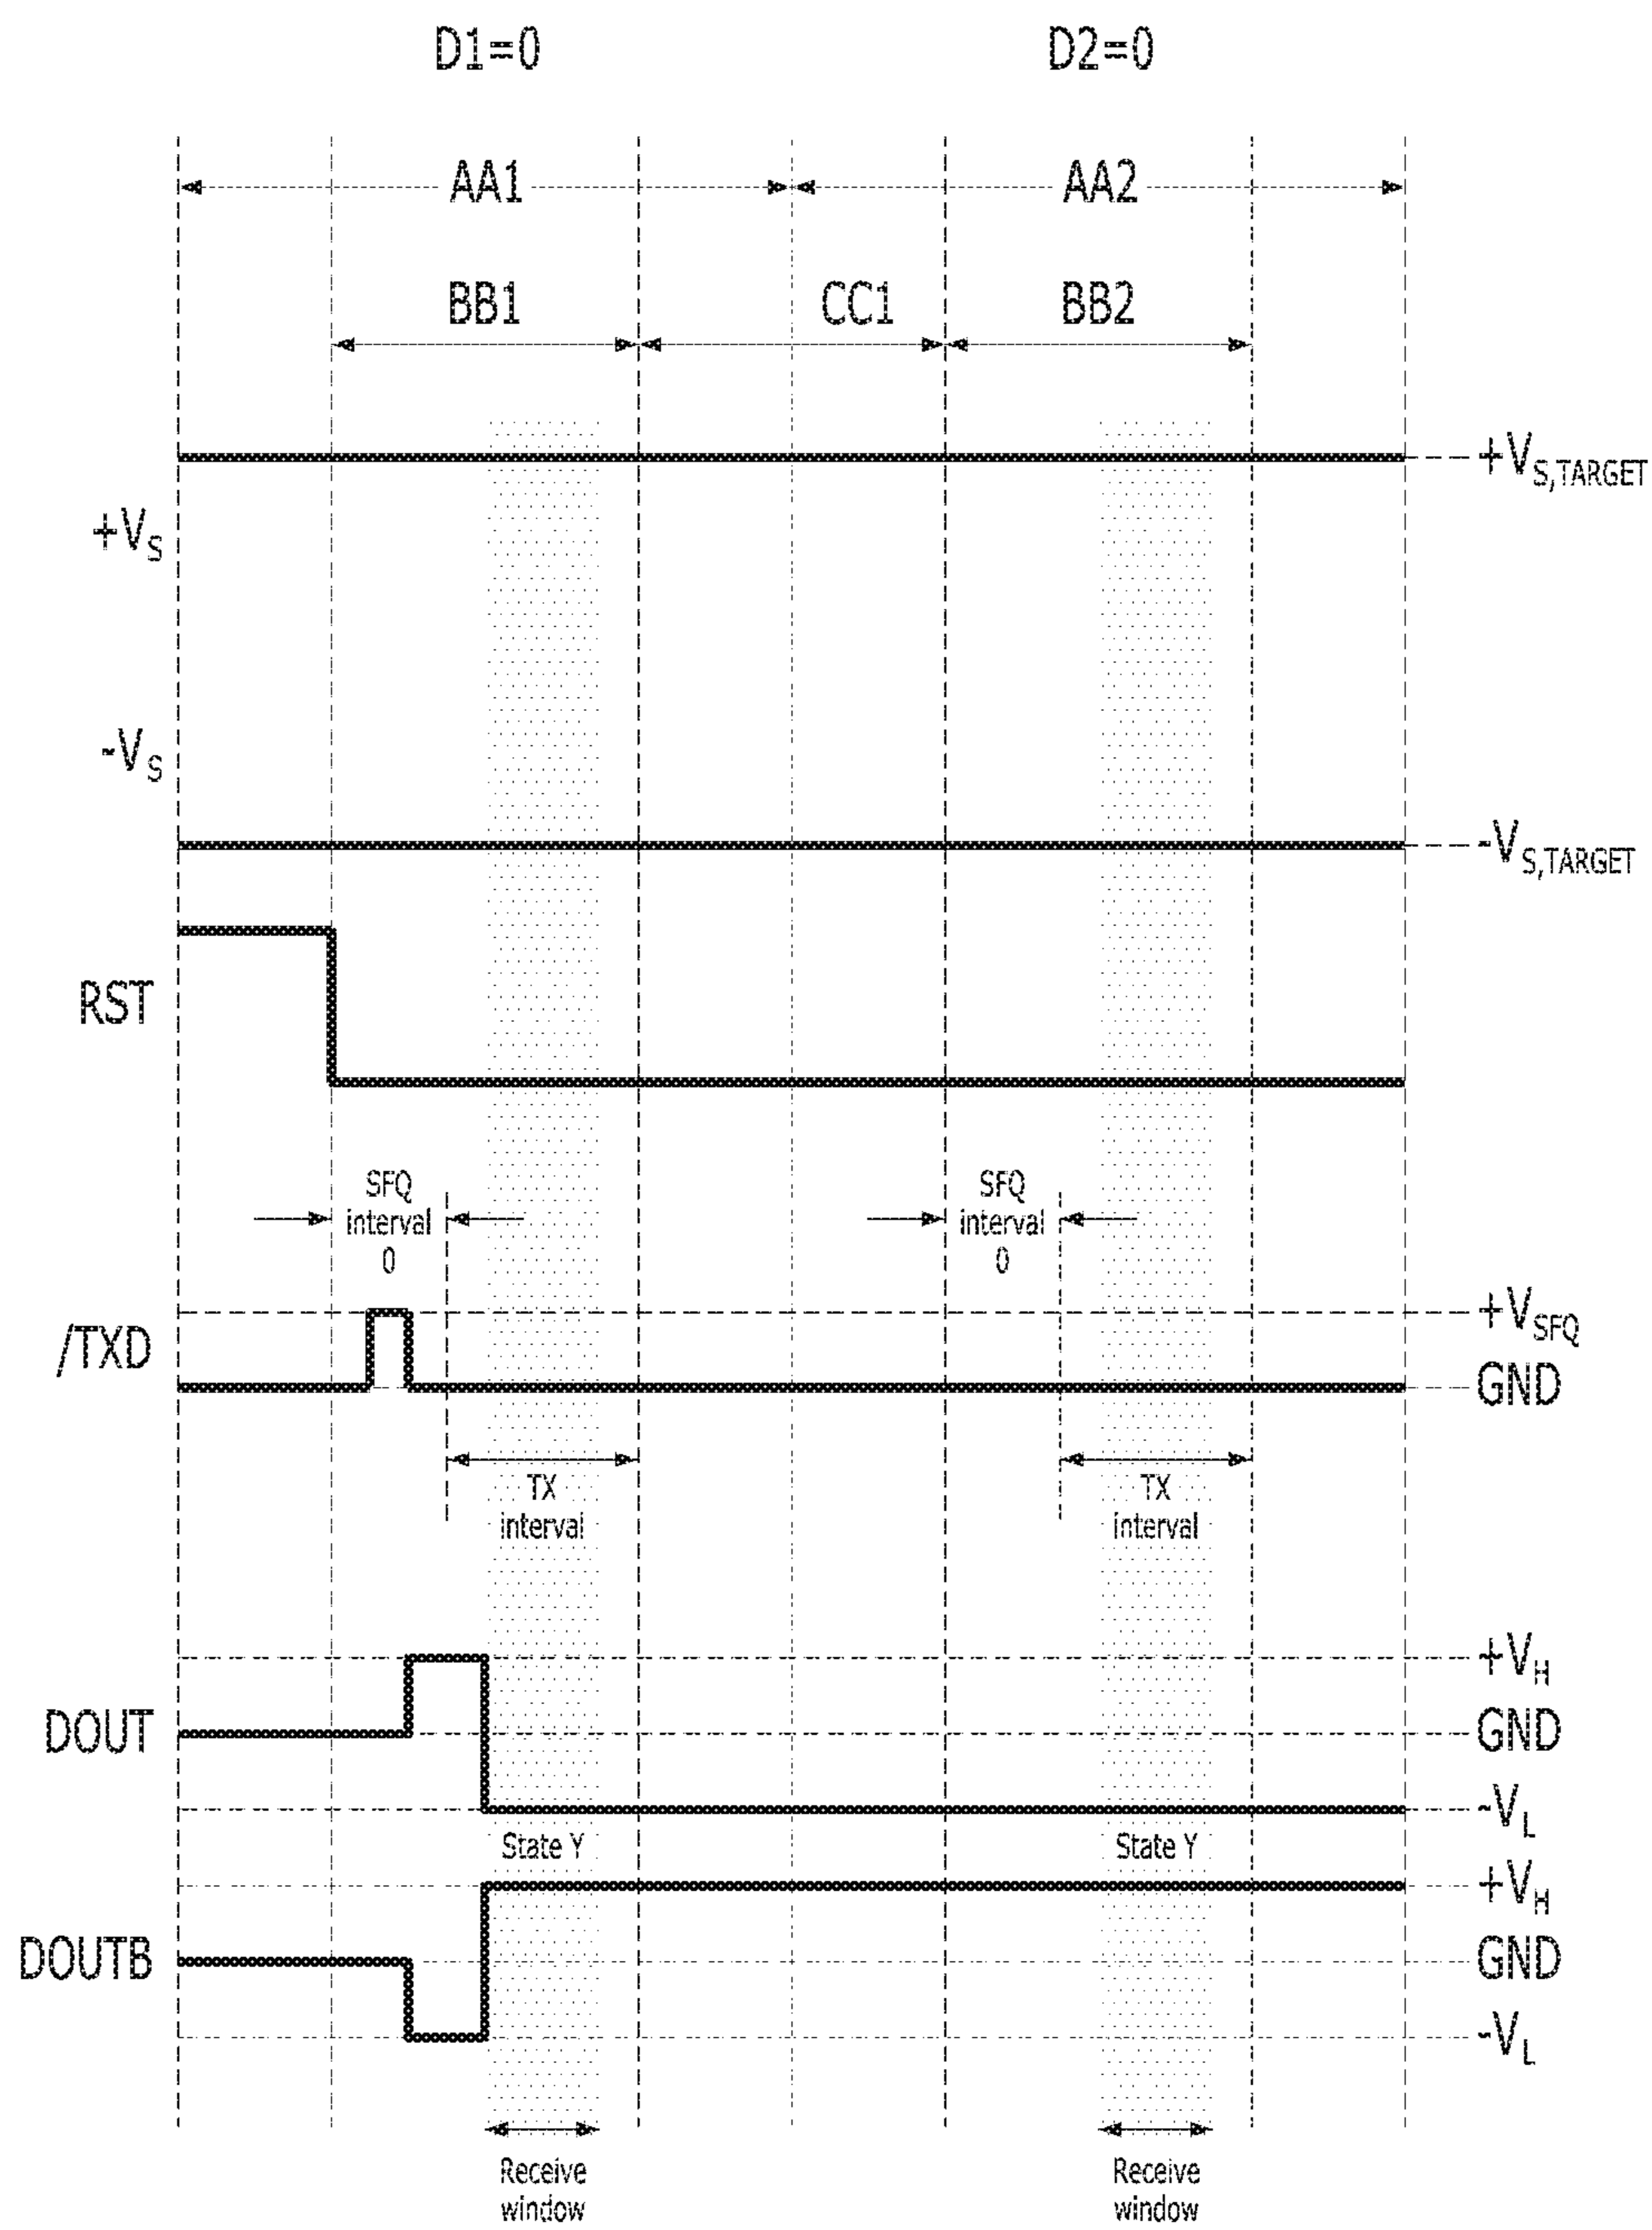 D1=0 D2=0
AA1 AA2
BB1 CC1 BB2
+VS,TARGET
+VS
-VS
-VS,TARGET
RST
SFQ
interval
0
SFQ
interval
0
/TXD
+VSFQ
GND
TX
interval
TX
interval
DOUT
+VH
GND
-VL
State Y State Y
DOUTB
+VH
GND
-VL
Receive
window
Receive
window